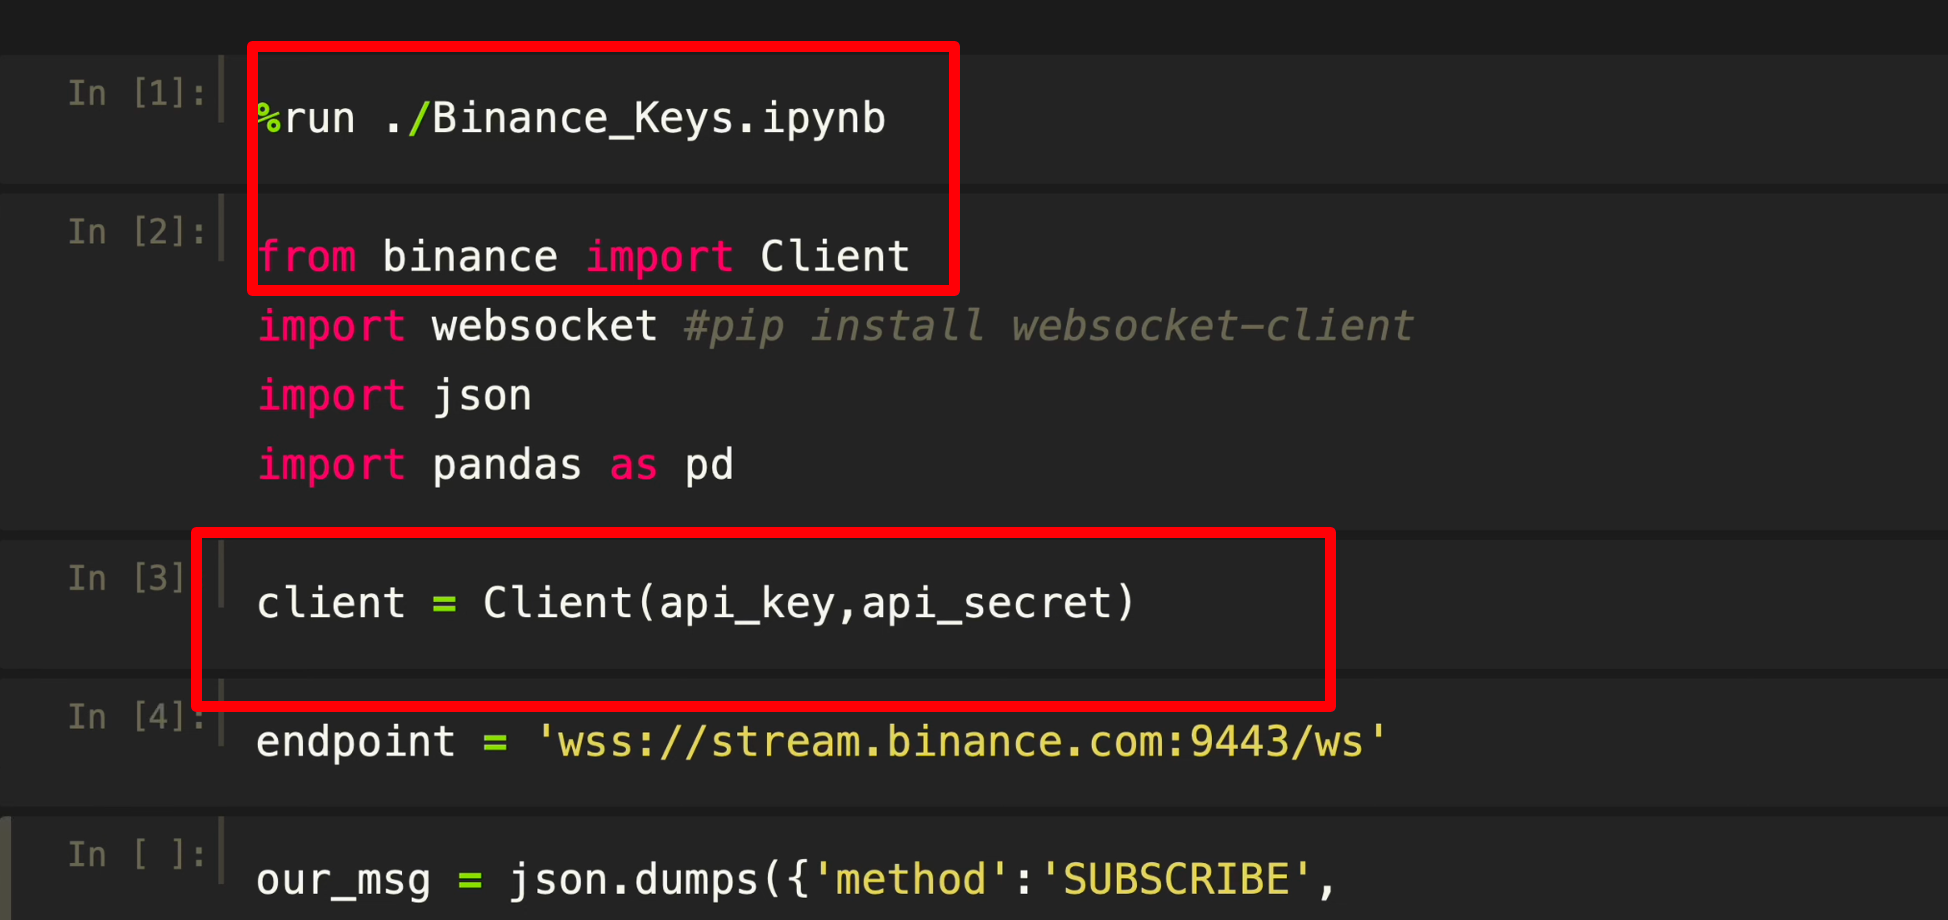 In [1]:
%run ./Binance_Keys.ipynb
In [2]:
from binance import Client
import websocket #pip install websocket-client
import json
import pandas as pd
In [3]
client = Client(api_key,api_secret)
In [4]:
endpoint = 'wss://stream.binance.com:9443/ws'
In [ ]:
our_msg = json.dumps({'method':'SUBSCRIBE',